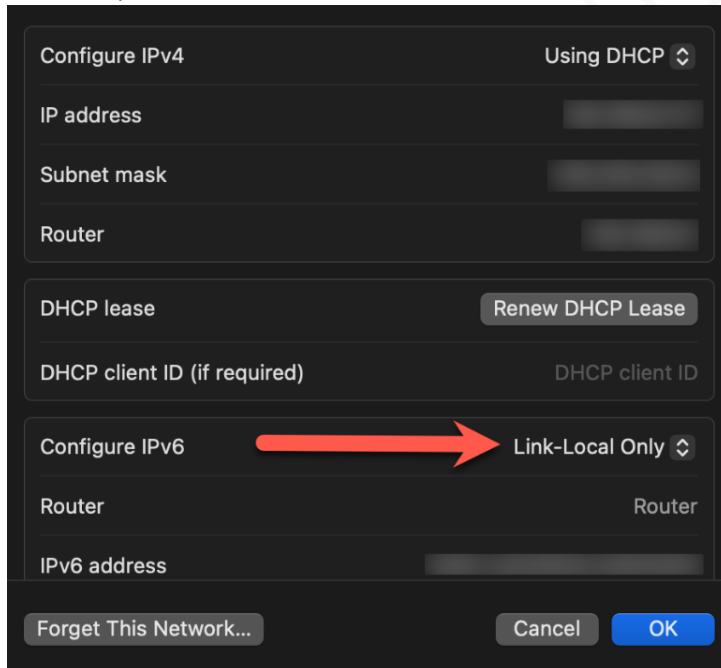 Configure IPv4 Using DHCP
IP address
Subnet mask
Router
DHCP lease Renew DHCP Lease
DHCP client ID (if required) DHCP client ID
Configure IPv6 Link-Local Only
Router Router
IPv6 address
Forget This Network... Cancel OK